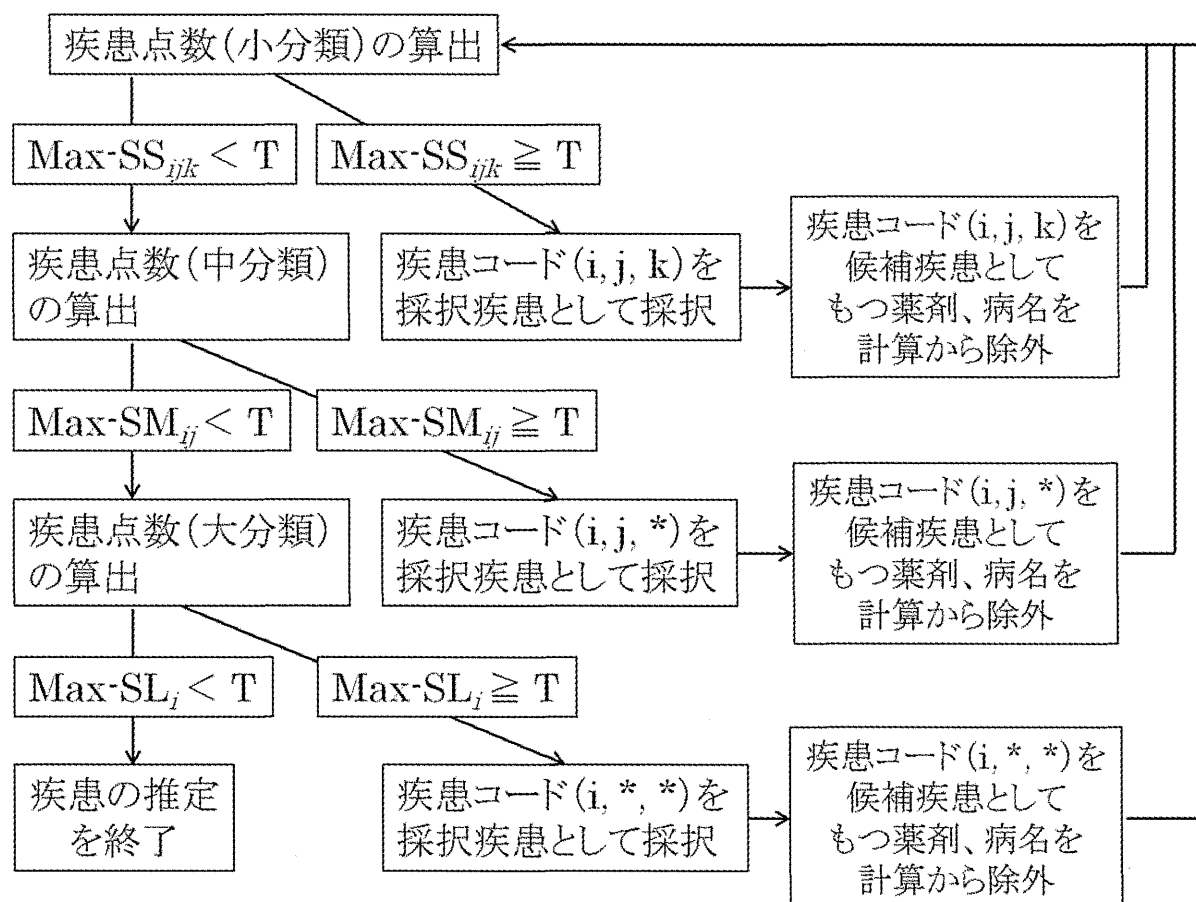 疾患点数(小分類)の算出
Max-SSijk < T
Max-SSijk ≧ T
疾患点数(中分類)
の算出
疾患コード(i, j, k)を
採択疾患として採択
疾患コード(i, j, k)を
候補疾患として
もつ薬剤、病名を
計算から除外
Max-SMij < T
Max-SMij ≧ T
疾患点数(大分類)
の算出
疾患コード(i, j, *)を
採択疾患として採択
疾患コード(i, j, *)を
候補疾患として
もつ薬剤、病名を
計算から除外
Max-SLi < T
Max-SLi ≧ T
疾患の推定
を終了
疾患コード(i, *, *)を
採択疾患として採択
疾患コード(i, *, *)を
候補疾患として
もつ薬剤、病名を
計算から除外